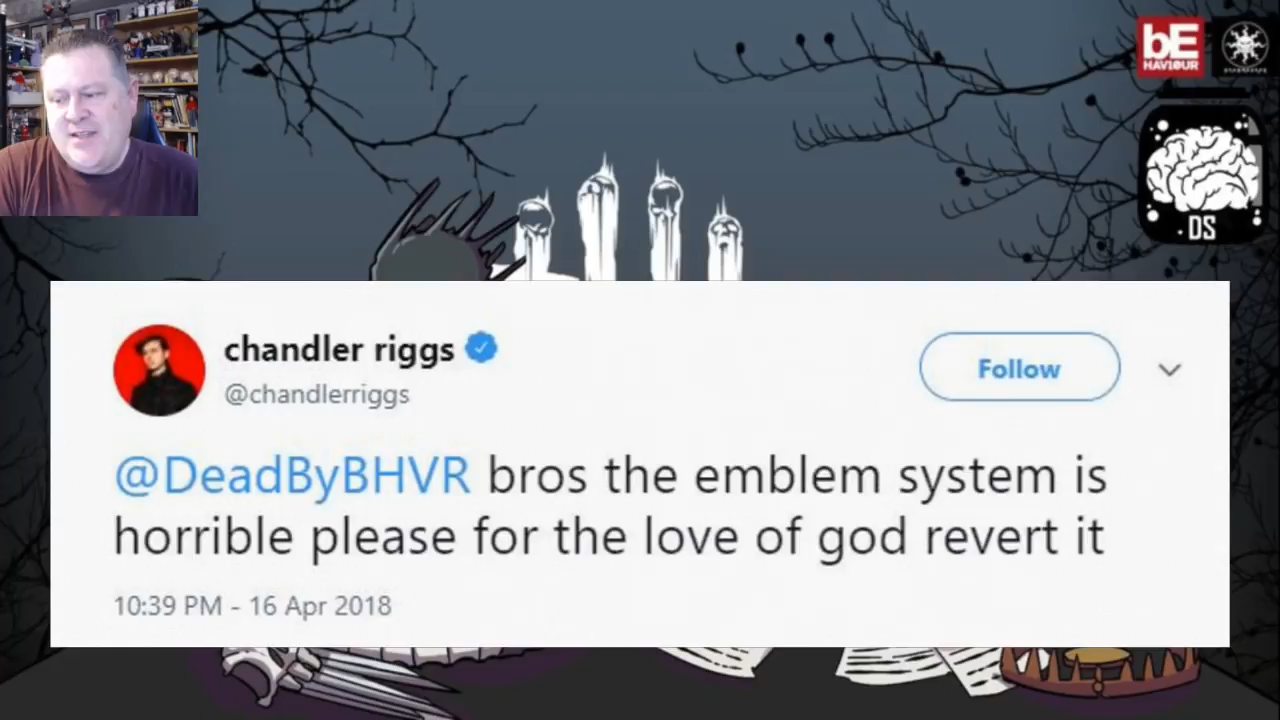 bE
HAVIOUR
DS
chandler riggs
@chandlerriggs
Follow
@DeadByBHVR bros the emblem system is
horrible please for the love of god revert it
10:39 PM - 16 Apr 2018